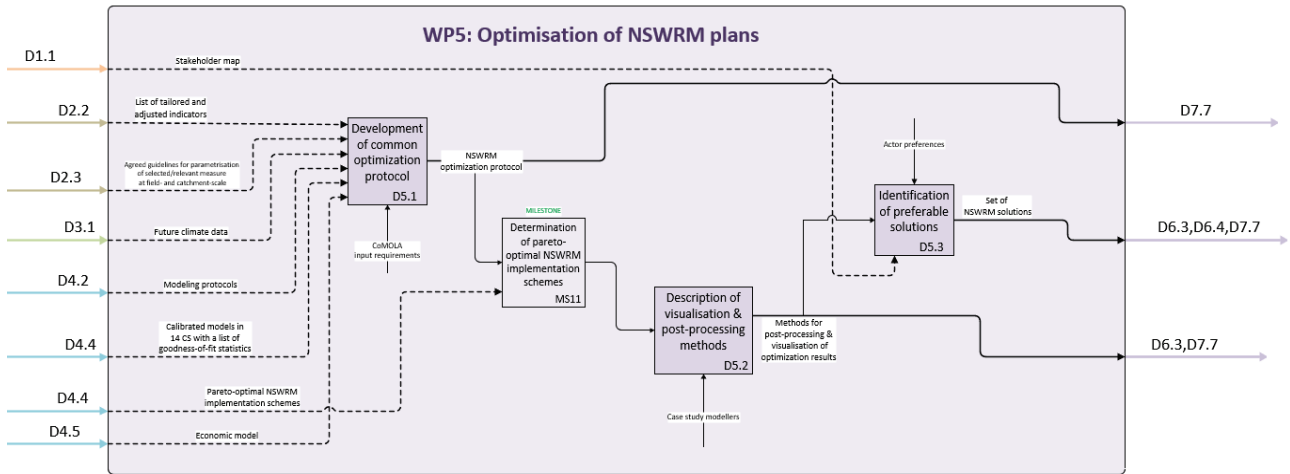 WP5: Optimisation of NSWRM plans
D1.1
Stakeholder map
D2.2
List of tailored and
adjusted indicators
D2.3
Agreed guidelines for parametrisation
of selected/relevant measure
at field- and catchment-scale
D3.1
Future climate data
D4.2
Modeling protocols
D4.4
Calibrated models in
14 CS with a list of
goodness-of-fit statistics
D4.4
Pareto-optimal NSWRM
implementation schemes
D4.5
Economic model
Development
of common
optimization
protocol
D5.1
CoMOLA
input requirements
NSWRM
optimization protocol
MILESTONE
Determination
of pareto-
optimal NSWRM
implementation
schemes
MS11
Description of
visualisation &
post-processing
methods
D5.2
Case study modellers
Methods for
post-processing &
visualisation of
optimization results
Actor preferences
Identification
of preferable
solutions
D5.3
Set of
NSWRM solutions
D7.7
D6.3,D6.4,D7.7
D6.3,D7.7